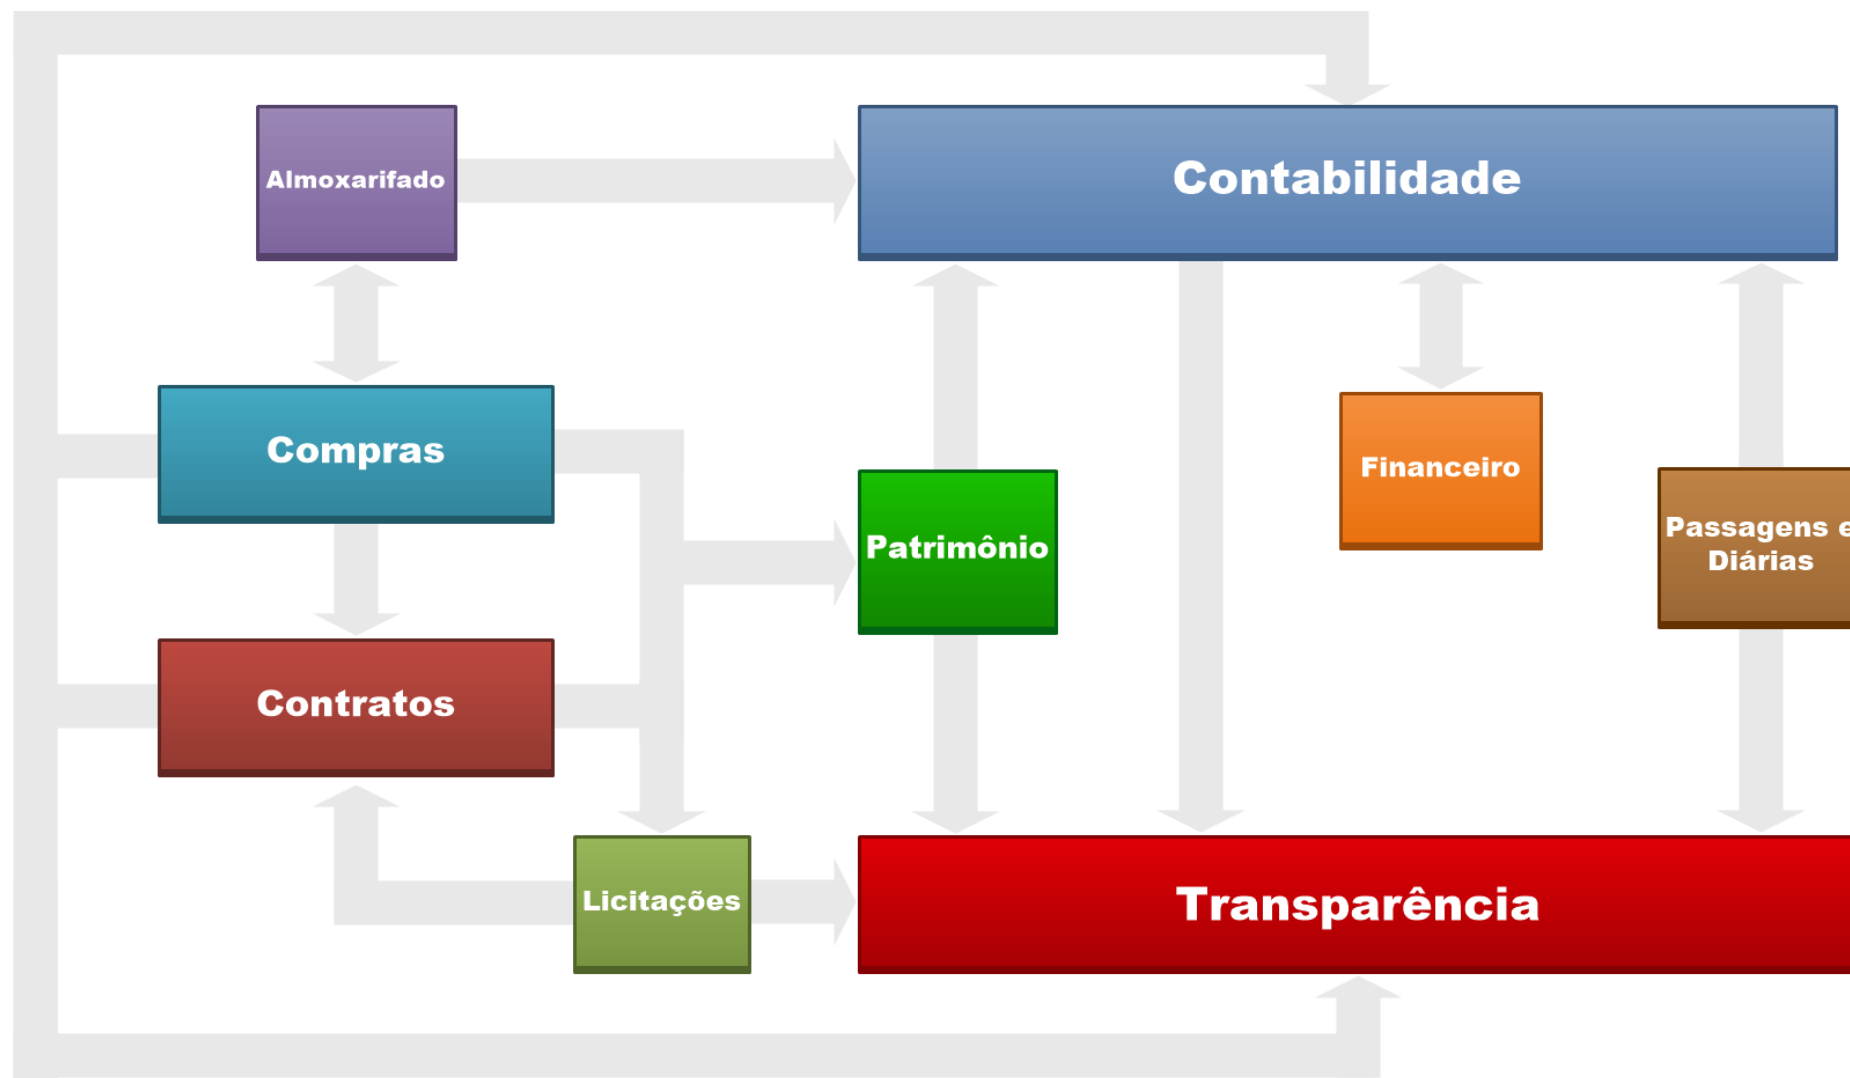 Almoxarifado
Contabilidade
Compras
Financeiro
Patrimônio
Passagens e
Diárias
Contratos
Licitações
Transparência